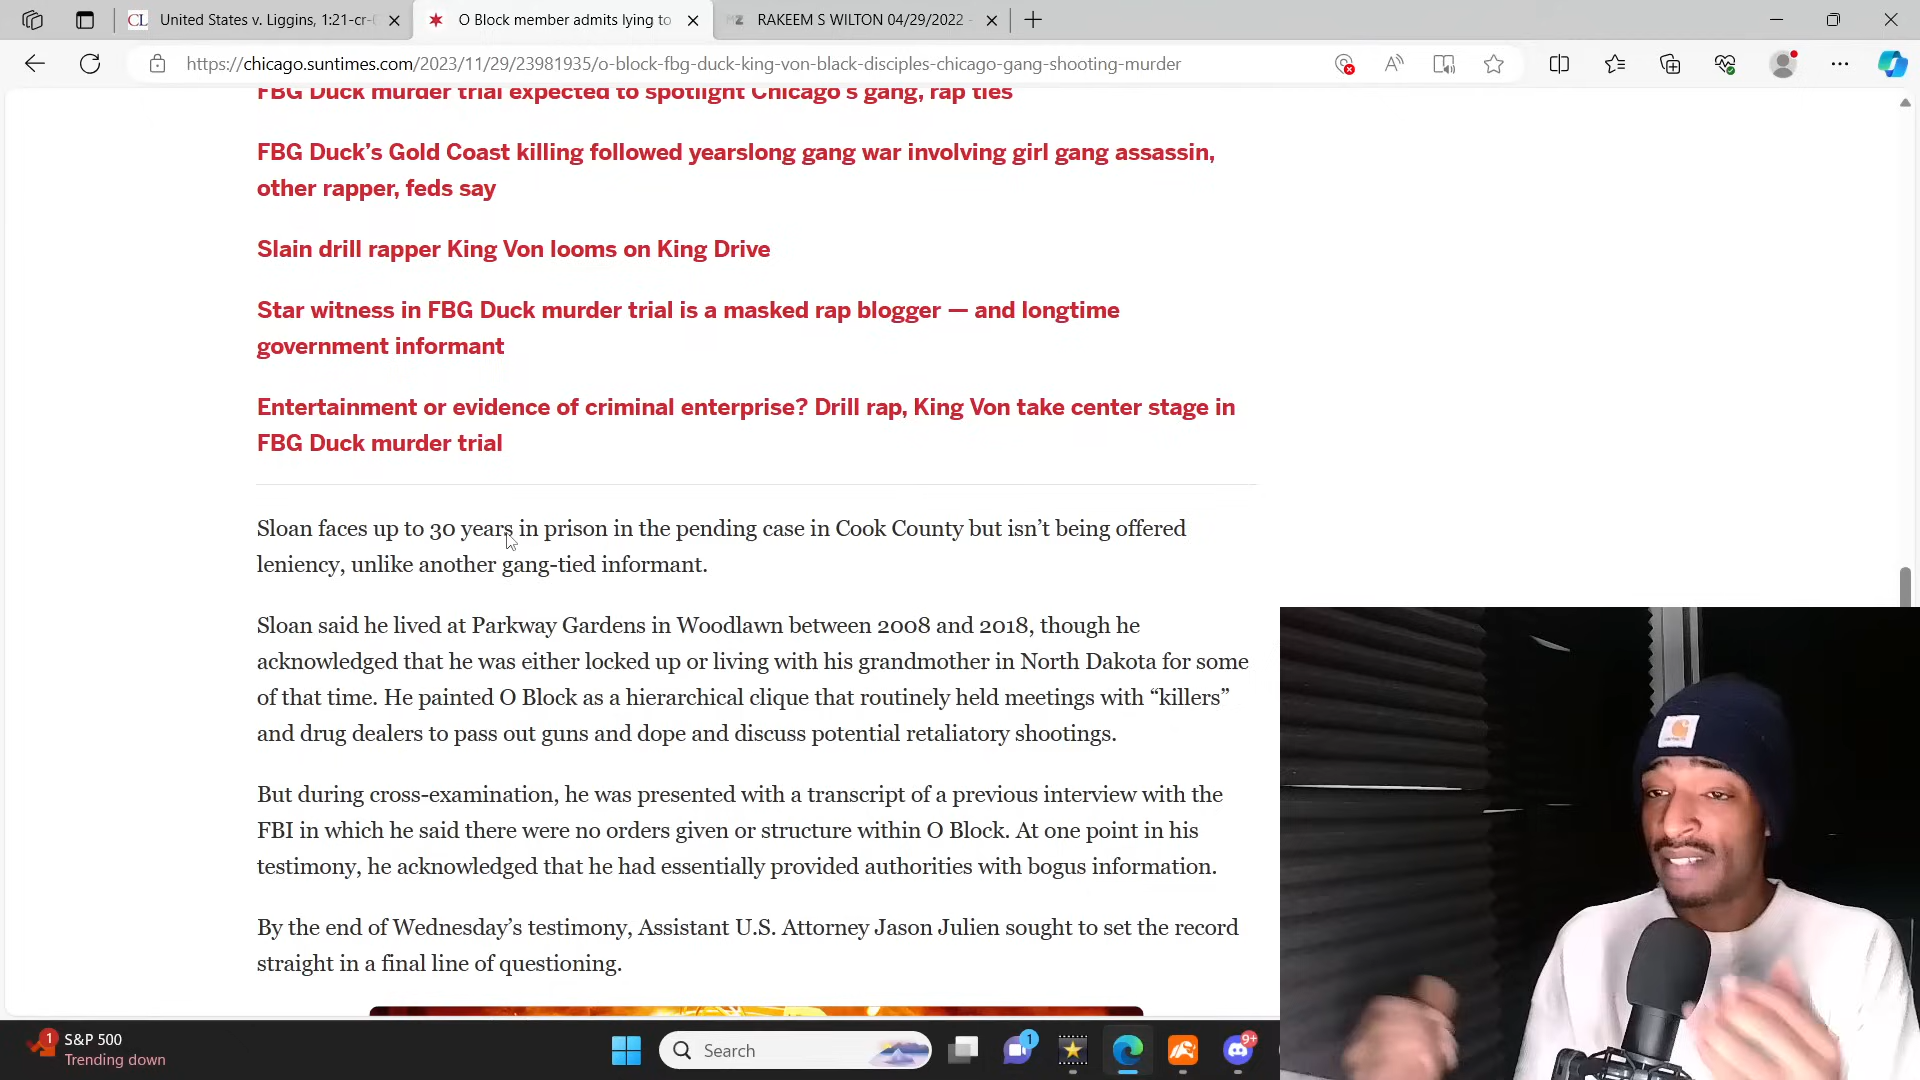 United States v. Liggins, 1:21-cr-
O Block member admits lying to
RAKEEM S WILTON 04/29/2022 -
https://chicago.suntimes.com/2023/11/29/23981935/o-block-fbg-duck-king-von-black-disciples-chicago-gang-shooting-murder
FBG Duck murder trial expected to spotlight Chicago's gang, rap ties
FBG Duck’s Gold Coast killing followed yearslong gang war involving girl gang assassin,
other rapper, feds say
Slain drill rapper King Von looms on King Drive
Star witness in FBG Duck murder trial is a masked rap blogger — and longtime
government informant
Entertainment or evidence of criminal enterprise? Drill rap, King Von take center stage in
FBG Duck murder trial
Sloan faces up to 30 years in prison in the pending case in Cook County but isn’t being offered
leniency, unlike another gang-tied informant.
Sloan said he lived at Parkway Gardens in Woodlawn between 2008 and 2018, though he
acknowledged that he was either locked up or living with his grandmother in North Dakota for some
of that time. He painted O Block as a hierarchical clique that routinely held meetings with “killers”
and drug dealers to pass out guns and dope and discuss potential retaliatory shootings.
But during cross-examination, he was presented with a transcript of a previous interview with the
FBI in which he said there were no orders given or structure within O Block. At one point in his
testimony, he acknowledged that he had essentially provided authorities with bogus information.
By the end of Wednesday’s testimony, Assistant U.S. Attorney Jason Julien sought to set the record
straight in a final line of questioning.
1
S&P 500
Trending down
Search
1
9+